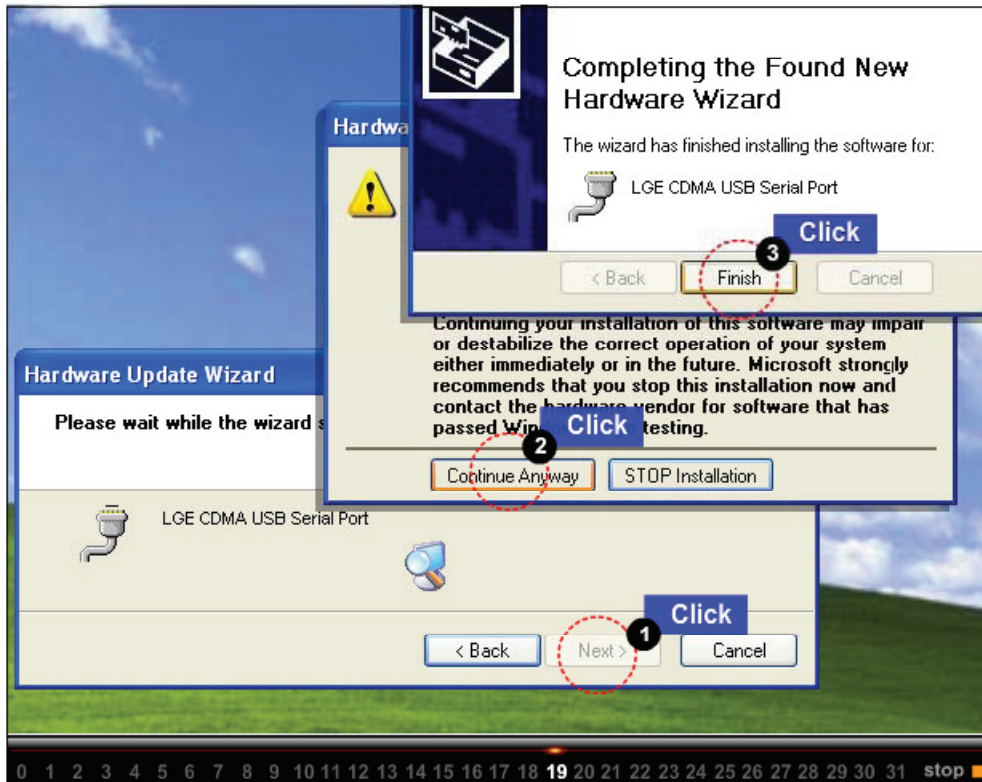 Completing the Found New
Hardware Wizard
The wizard has finished installing the software for:
LGE CDMA USB Serial Port
Click
3
< Back
Finish
Cancel
Hardwa
Continuing your installation of this software may impair
or destabilize the correct operation of your system
either immediately or in the future. Microsoft strongly
recommends that you stop this installation now and
contact the hardware vendor for software that has
passed Win testing.
Click
2
Continue Anyway
STOP Installation
Hardware Update Wizard
Please wait while the wizard s
LGE CDMA USB Serial Port
Click
1
< Back
Next >
Cancel
0 1 2 3 4 5 6 7 8 9 10 11 12 13 14 15 16 17 18 19 20 21 22 23 24 25 26 27 28 29 30 31 stop